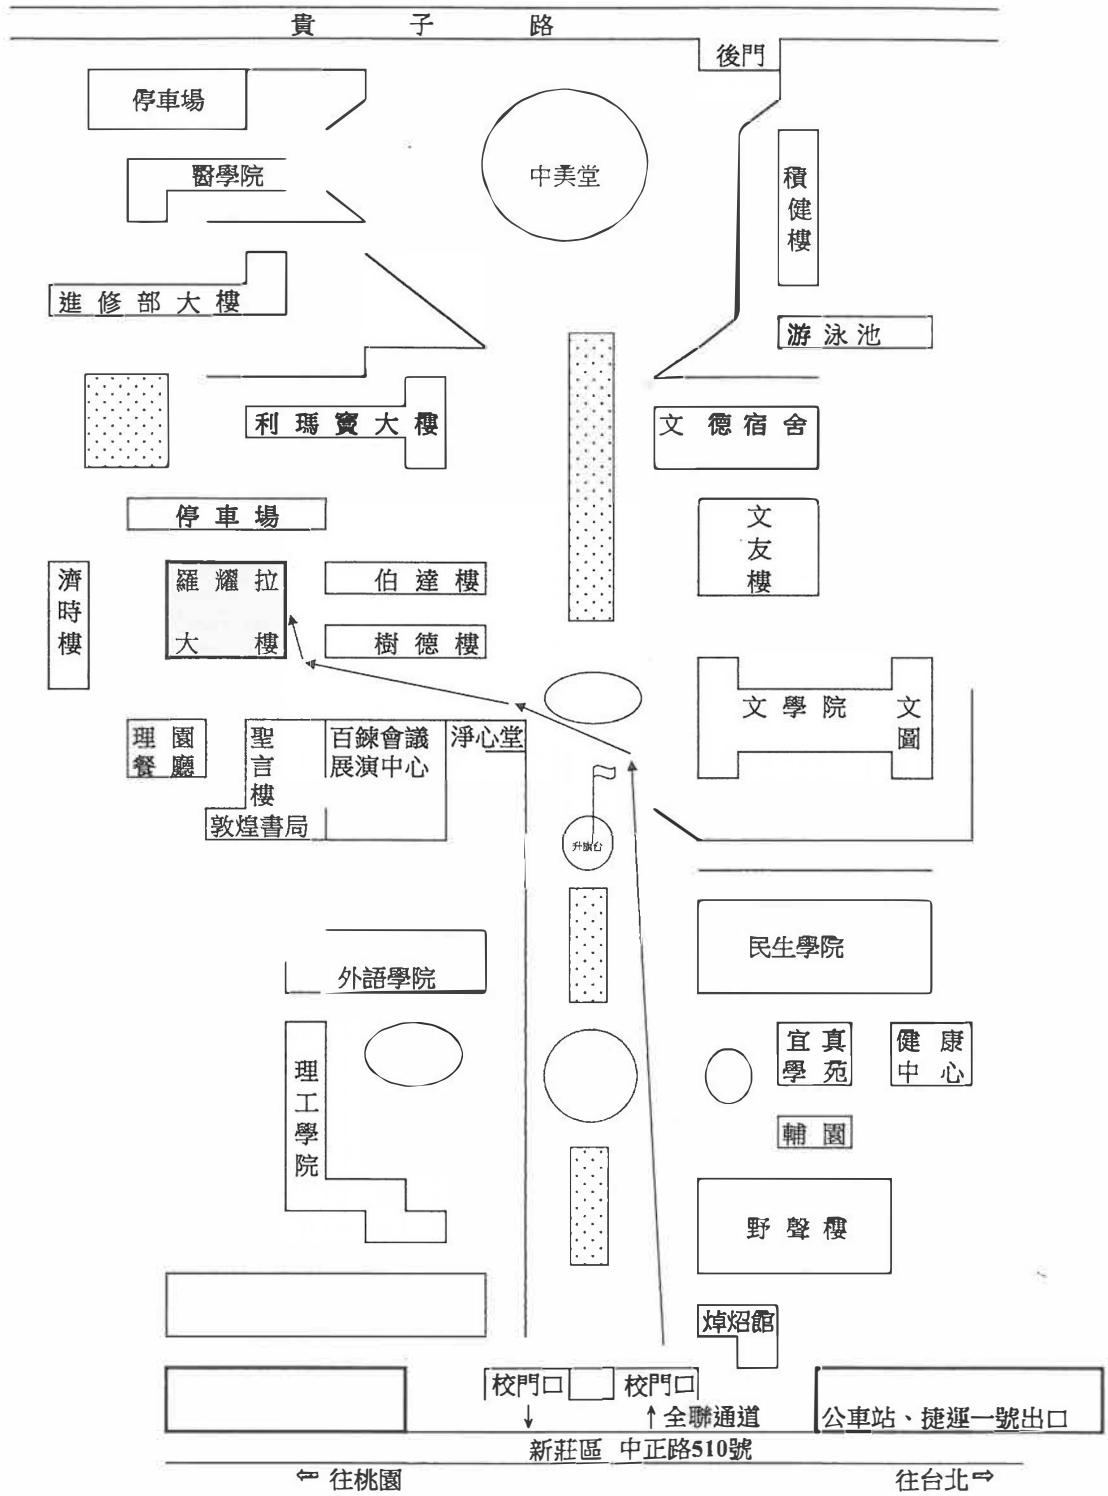 貴子路
後門
停車場
中美堂
醫學院
積健樓
進修部大樓
游泳池
利瑪竇大樓
文德宿舍
停車場
文友樓
濟時樓
羅耀拉
大樓
伯達樓
樹德樓
文學院
文圖
理園
餐廳
聖言樓
百鍊會議
展演中心
淨心堂
敦煌書局
升旗台
民生學院
外語學院
宜真
學苑
健康
中心
理工學院
輔園
野聲樓
焯炤館
校門口
校門口
↓
↑全聯通道
公車站、捷運一號出口
新莊區 中正路510號
⇐ 往桃園
往台北⇒